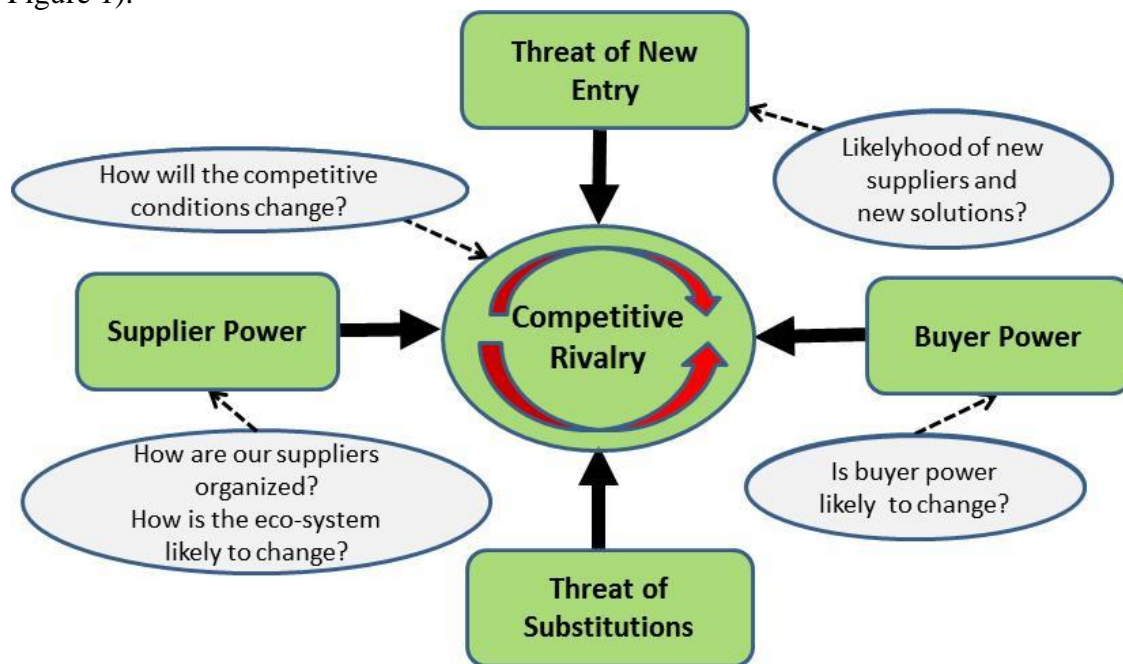 Figure 1).
Threat of New
Entry
Likelyhood of new
suppliers and
new solutions?
How will the competitive
conditions change?
Supplier Power
Competitive
Rivalry
Buyer Power
How are our suppliers
organized?
How is the eco-system
likely to change?
Is buyer power
likely to change?
Threat of
Substitutions